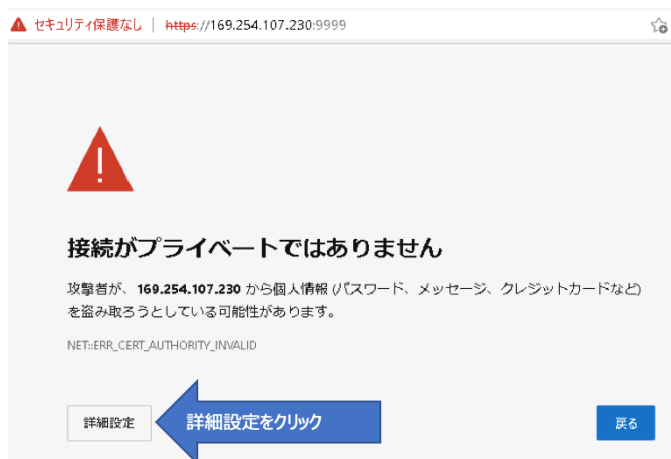 セキュリティ保護なし | https://169.254.107.230:9999
接続がプライベートではありません
攻撃者が、169.254.107.230 から個人情報 (パスワード、メッセージ、クレジットカードなど)
を盗み取ろうとしている可能性があります。
NET::ERR_CERT_AUTHORITY_INVALID
詳細設定
詳細設定をクリック
戻る